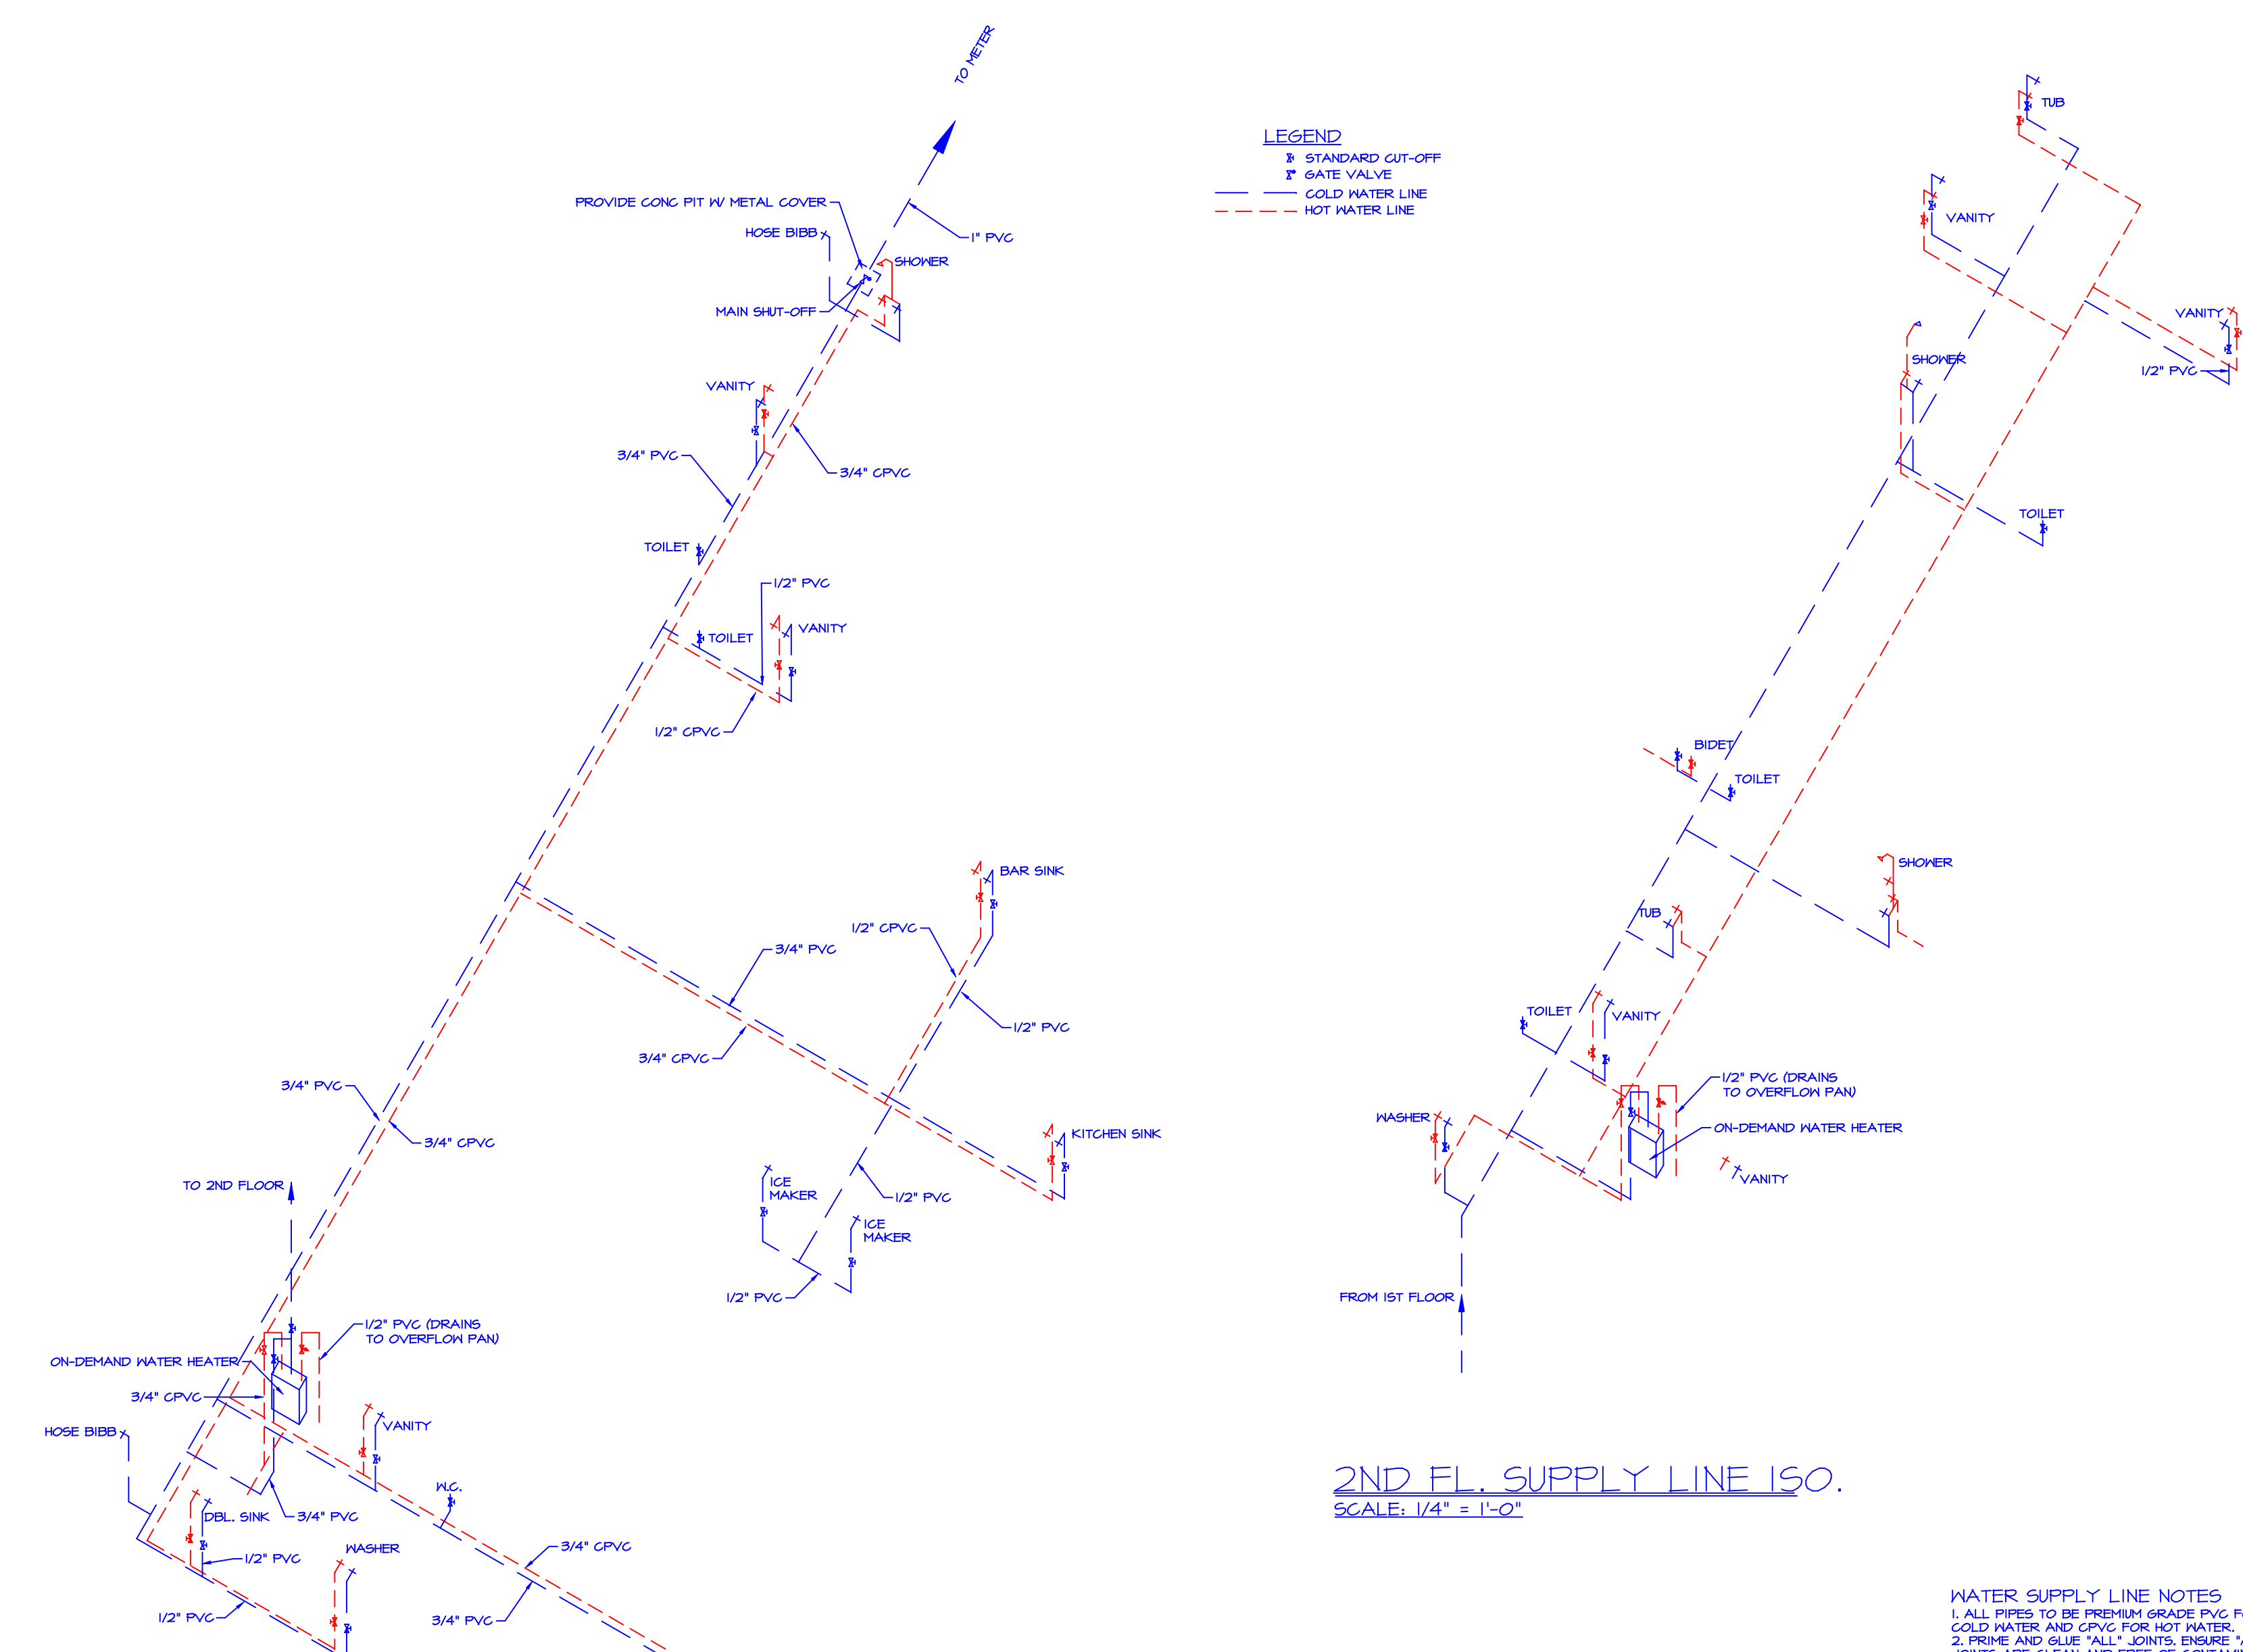 TO METER
PROVIDE CONC PIT W/ METAL COVER
HOSE BIBB
1" PVC
SHOWER
MAIN SHUT-OFF
VANITY
3/4" PVC
3/4" CPVC
TOILET
1/2" PVC
TOILET
VANITY
1/2" CPVC
BAR SINK
1/2" CPVC
3/4" PVC
1/2" PVC
3/4" CPVC
3/4" PVC
3/4" CPVC
KITCHEN SINK
TO 2ND FLOOR
ICE
MAKER
1/2" PVC
ICE
MAKER
1/2" PVC
1/2" PVC (DRAINS
TO OVERFLOW PAN)
ON-DEMAND WATER HEATER
3/4" CPVC
HOSE BIBB
VANITY
W.C.
DBL. SINK
3/4" PVC
WASHER
1/2" PVC
3/4" CPVC
1/2" PVC
3/4" PVC
LEGEND
STANDARD CUT-OFF
GATE VALVE
COLD WATER LINE
HOT WATER LINE
TUB
VANITY
VANITY
SHOWER
1/2" PVC
TOILET
BIDET
TOILET
SHOWER
TUB
TOILET
VANITY
1/2" PVC (DRAINS
TO OVERFLOW PAN)
WASHER
ON-DEMAND WATER HEATER
VANITY
FROM 1ST FLOOR
2ND FL. SUPPLY LINE ISO.
SCALE: 1/4" = 1'-0"
WATER SUPPLY LINE NOTES
1. ALL PIPES TO BE PREMIUM GRADE PVC
COLD WATER AND CPVC FOR HOT WATER.
2. PRIME AND GLUE "ALL" JOINTS. ENSURE